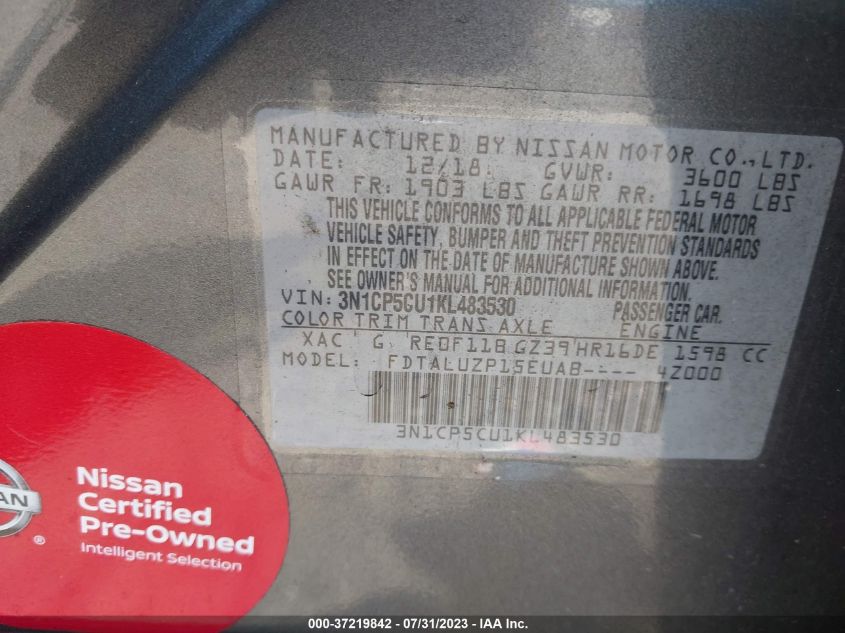 MANUFACTURED BY NISSAN MOTOR CO., LTD.
DATE: 12/18 GVWR: 3600 LBS
GAWR FR: 1903 LBS GAWR RR: 1698 LBS
THIS VEHICLE CONFORMS TO ALL APPLICABLE FEDERAL MOTOR
VEHICLE SAFETY, BUMPER AND THEFT PREVENTION STANDARDS
IN EFFECT ON THE DATE OF MANUFACTURE SHOWN ABOVE.
SEE OWNER'S MANUAL FOR ADDITIONAL INFORMATION.
VIN: 3N1CP5CU1KL483530 PASSENGER CAR
COLOR TRIM TRANS AXLE ENGINE
XAC G RE0F11B GZ39 HR16DE 1598 CC
MODEL: FDTALUZP15EUAB---- 4Z000
3N1CP5CU1KL483530
Nissan
Certified
Pre-Owned
Intelligent Selection
®
000-37219842 - 07/31/2023 - IMPACT AUTO AUCTIONS